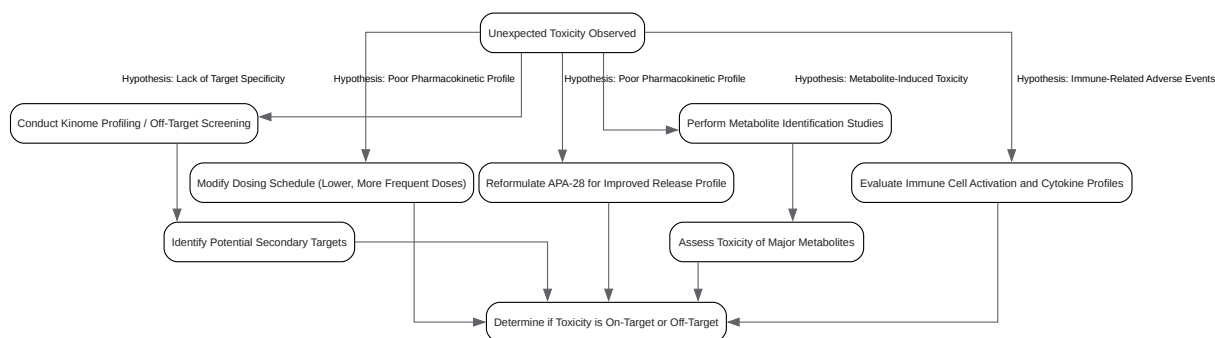 Unexpected Toxicity Observed
Hypothesis: Lack of Target Specificity
Hypothesis: Poor Pharmacokinetic Profile
Hypothesis: Poor Pharmacokinetic Profile
Hypothesis: Metabolite-Induced Toxicity
Hypothesis: Immune-Related Adverse Events
Conduct Kinome Profiling / Off-Target Screening
Perform Metabolite Identification Studies
Modify Dosing Schedule (Lower, More Frequent Doses)
Reformulate APA-28 for Improved Release Profile
Evaluate Immune Cell Activation and Cytokine Profiles
Identify Potential Secondary Targets
Assess Toxicity of Major Metabolites
Determine if Toxicity is On-Target or Off-Target